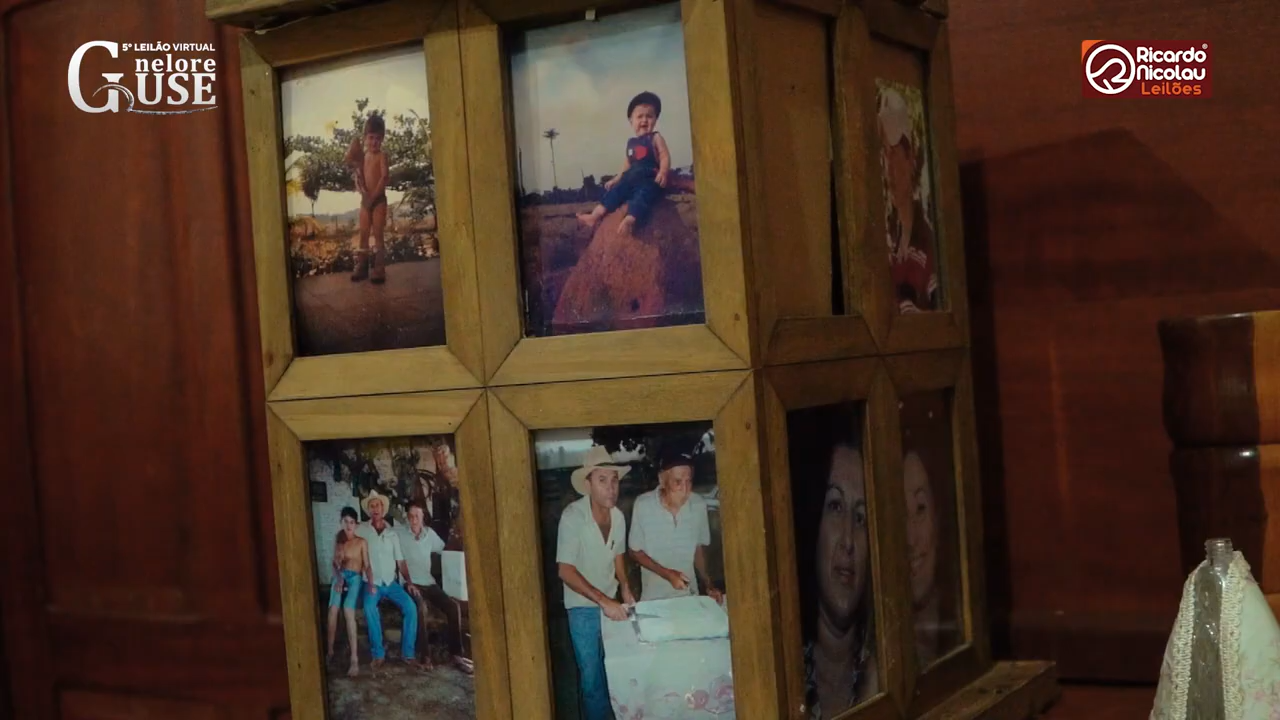 5º LEILÃO VIRTUAL
nelore
GUSE
Ricardo
Nicolau
Leilões